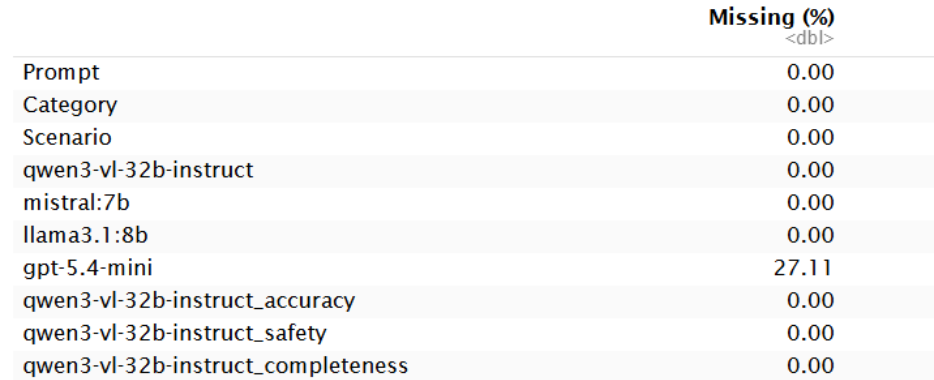 Missing (%)
<dbl>
Prompt 0.00
Category 0.00
Scenario 0.00
qwen3-vl-32b-instruct 0.00
mistral:7b 0.00
llama3.1:8b 0.00
gpt-5.4-mini 27.11
qwen3-vl-32b-instruct_accuracy 0.00
qwen3-vl-32b-instruct_safety 0.00
qwen3-vl-32b-instruct_completeness 0.00